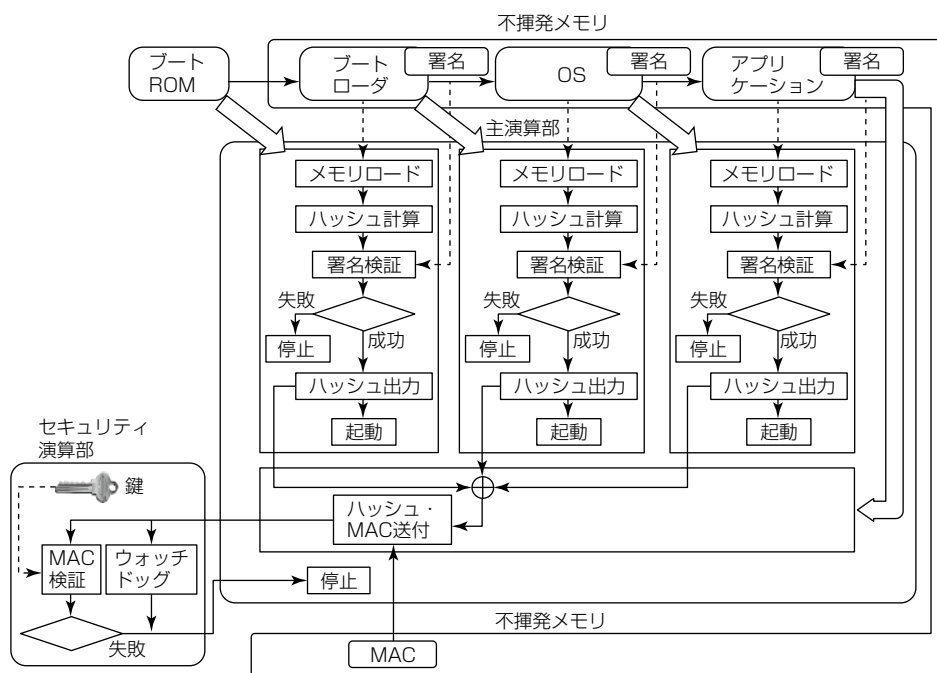 不揮発メモリ
ブート
ROM
ブート
ローダ
署名
OS
署名
アプリ
ケーション
署名
主演算部
メモリロード
ハッシュ計算
署名検証
失敗
成功
停止
ハッシュ出力
起動
メモリロード
ハッシュ計算
署名検証
失敗
成功
停止
ハッシュ出力
起動
メモリロード
ハッシュ計算
署名検証
失敗
成功
停止
ハッシュ出力
起動
セキュリティ
演算部
鍵
ハッシュ・
MAC送付
MAC
検証
ウォッチ
ドッグ
停止
失敗
不揮発メモリ
MAC